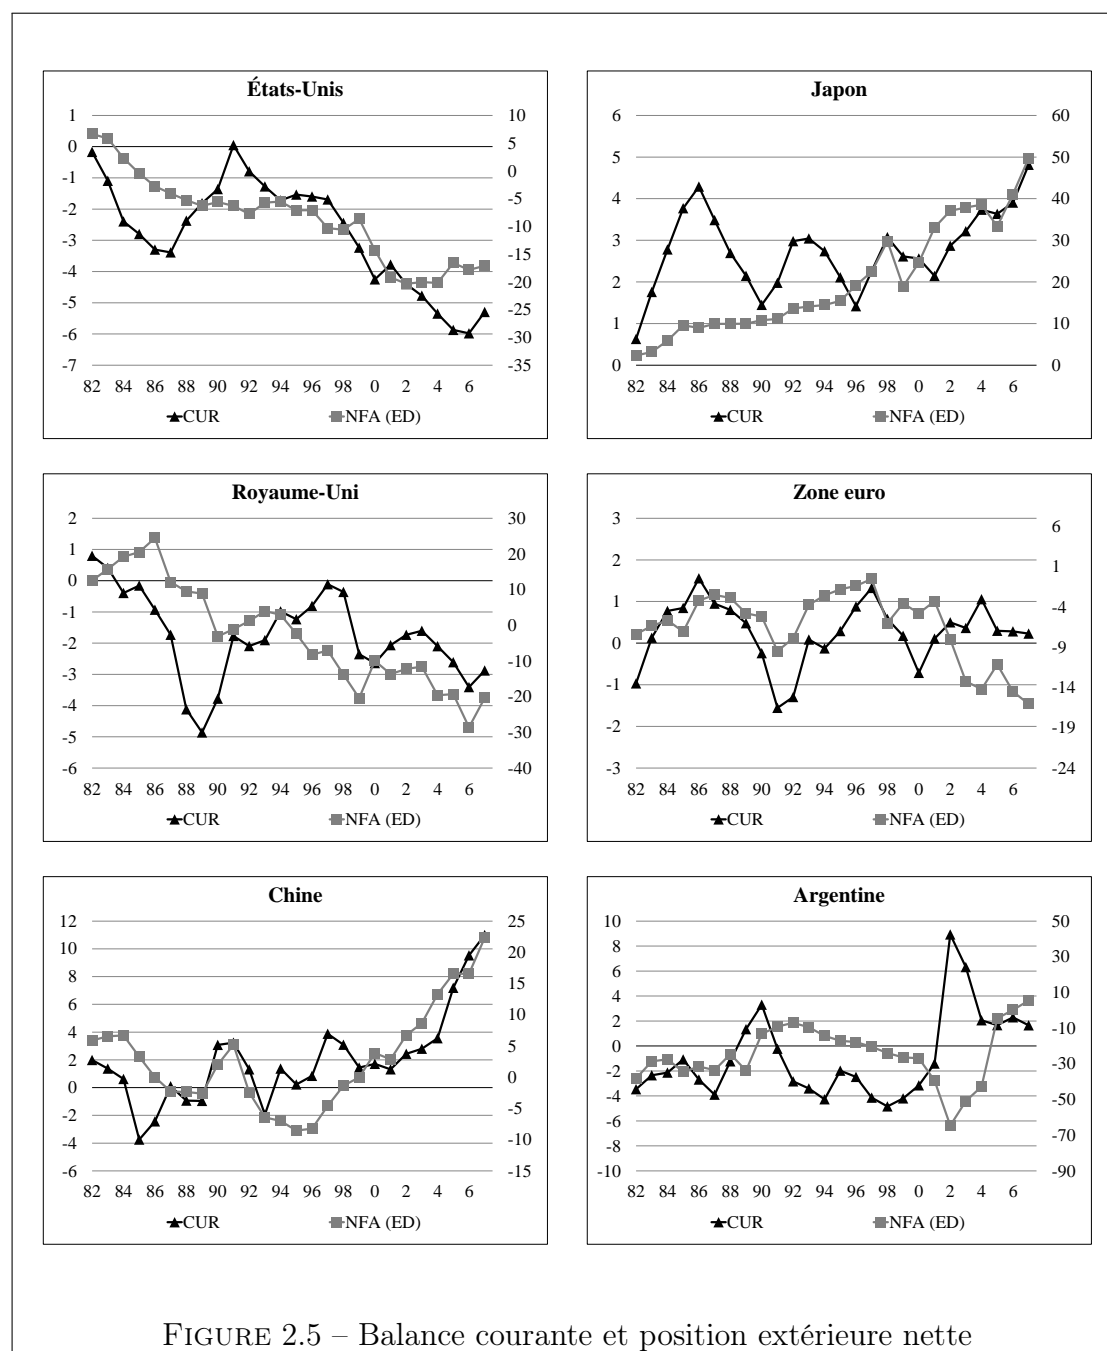 États-Unis
1 10
0 5
-1 0
-2 -5
-3 -10
-4 -15
-5 -20
-6 -25
-7 -30
-35
82 84 86 88 90 92 94 96 98 0 2 4 6
CUR NFA (ED)
Japon
6 60
5 50
4 40
3 30
2 20
1 10
0 0
82 84 86 88 90 92 94 96 98 0 2 4 6
CUR NFA (ED)
Royaume-Uni
2 30
1 20
0 10
-1 0
-2 -10
-3 -20
-4 -30
-5 -40
-6
82 84 86 88 90 92 94 96 98 0 2 4 6
CUR NFA (ED)
Zone euro
3 6
2 1
1 -4
0 -9
-1 -14
-2 -19
-3 -24
82 84 86 88 90 92 94 96 98 0 2 4 6
CUR NFA (ED)
Chine
12 25
10 20
8 15
6 10
4 5
2 0
0 -5
-2 -10
-4 -15
-6
82 84 86 88 90 92 94 96 98 0 2 4 6
CUR NFA (ED)
Argentine
10 50
8 30
6 10
4 -10
2 -30
0 -50
-2 -70
-4 -90
-6
-8
-10
82 84 86 88 90 92 94 96 98 0 2 4 6
CUR NFA (ED)
FIGURE 2.5 – Balance courante et position extérieure nette